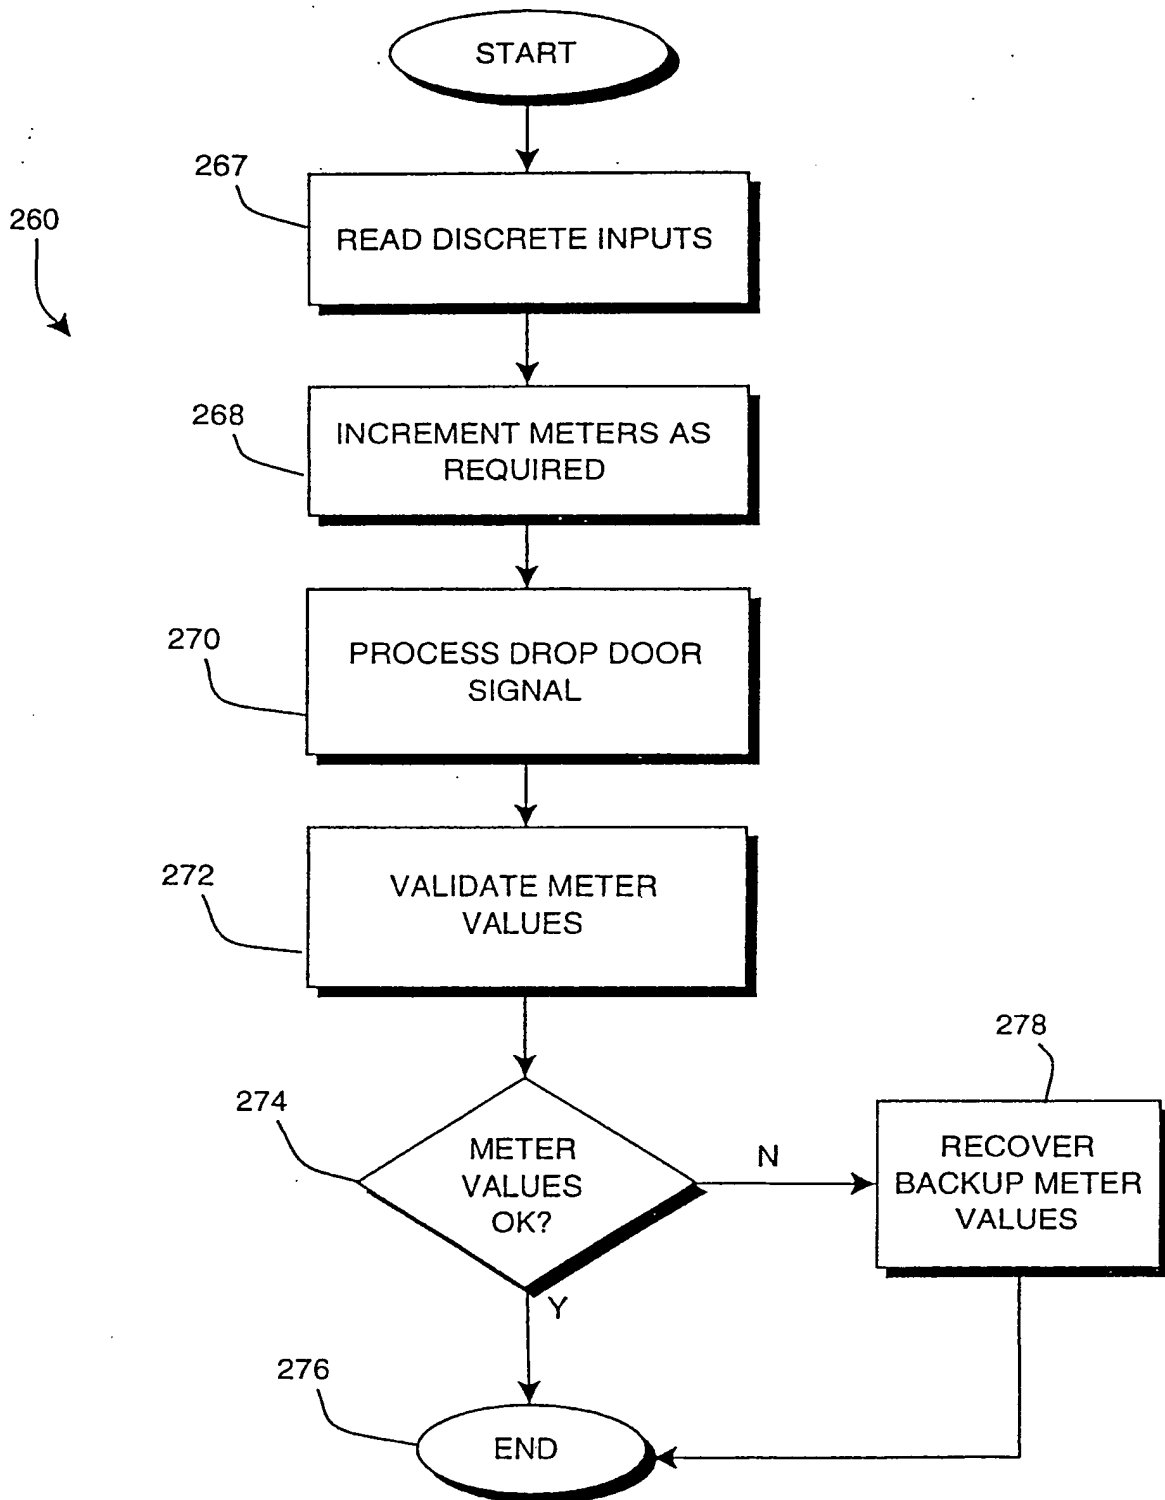 START
267
260
READ DISCRETE INPUTS
268
INCREMENT METERS AS
REQUIRED
270
PROCESS DROP DOOR
SIGNAL
272
VALIDATE METER
VALUES
278
274
METER
VALUES
OK?
N
RECOVER
BACKUP METER
VALUES
Y
276
END